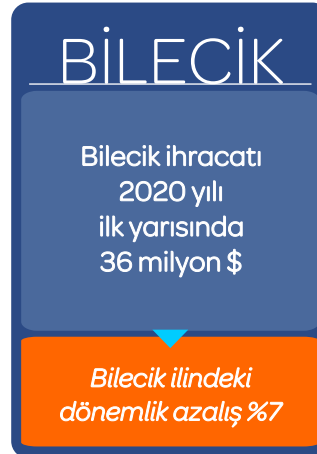 BİLECİK
Bilecik ihracatı
2020 yılı
ilk yarısında
36 milyon $
Bilecik ilindeki
dönemlik azalış %7